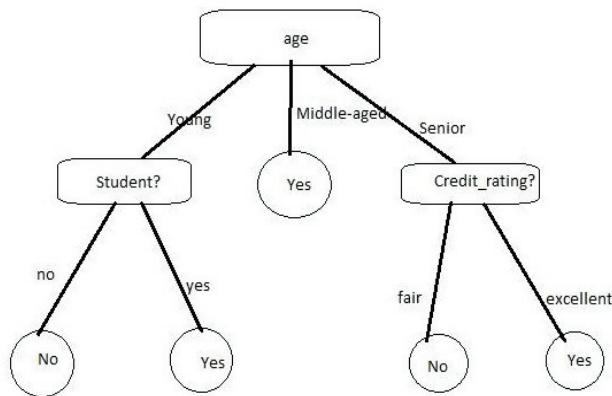 age
Young
Middle-aged
Senior
Student?
Yes
Credit_rating?
no
yes
fair
excellent
No
Yes
No
Yes